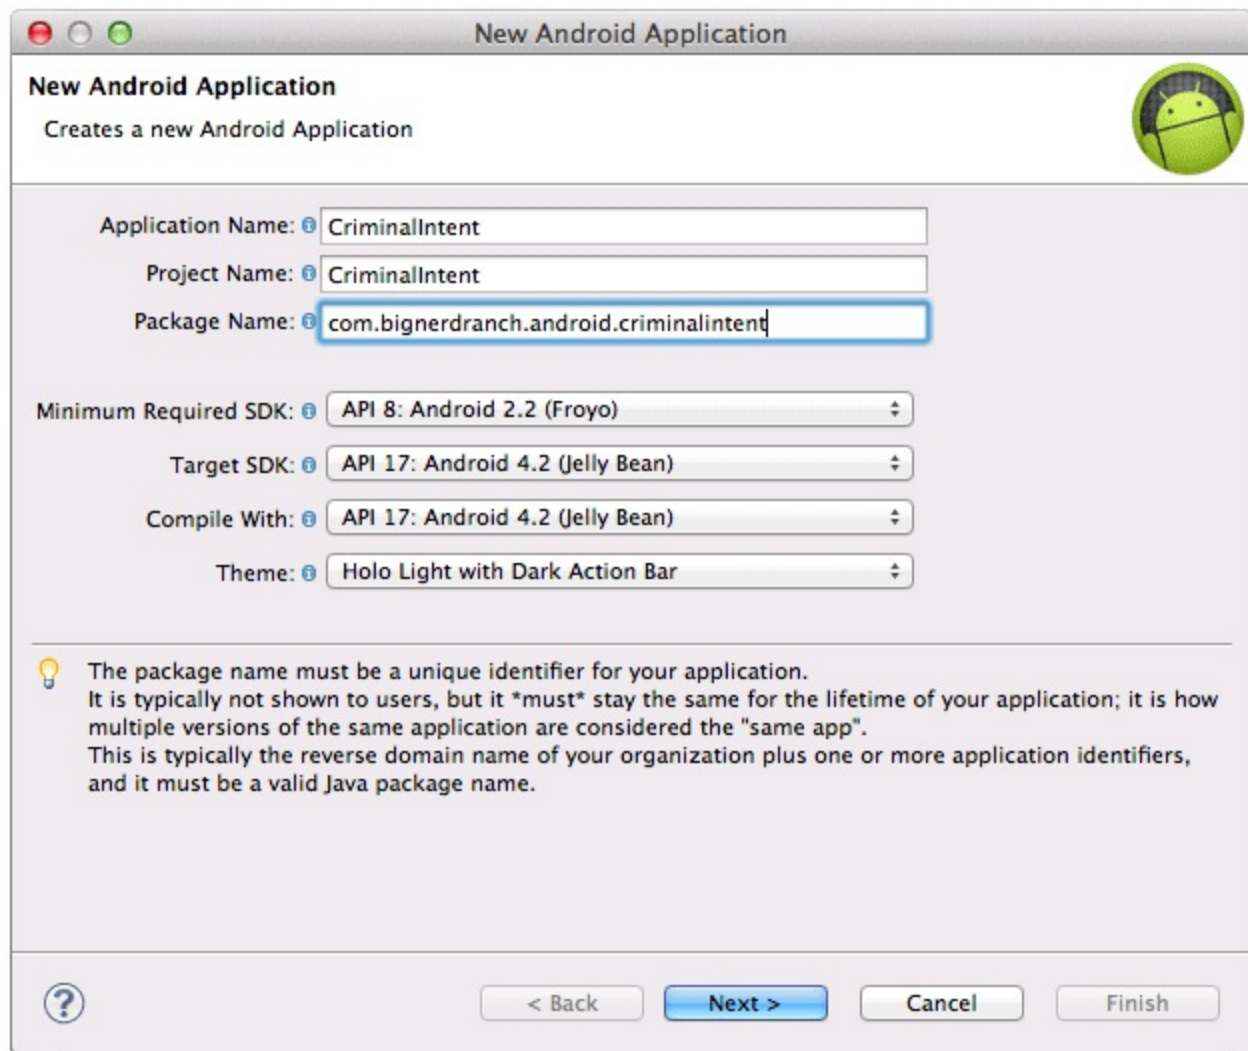 New Android Application
New Android Application
Creates a new Android Application
Application Name: CriminalIntent
Project Name: CriminalIntent
Package Name: com.bignerdranch.android.criminalintent
Minimum Required SDK: API 8: Android 2.2 (Froyo)
Target SDK: API 17: Android 4.2 (Jelly Bean)
Compile With: API 17: Android 4.2 (Jelly Bean)
Theme: Holo Light with Dark Action Bar
The package name must be a unique identifier for your application.
It is typically not shown to users, but it *must* stay the same for the lifetime of your application; it is how
multiple versions of the same application are considered the "same app".
This is typically the reverse domain name of your organization plus one or more application identifiers,
and it must be a valid Java package name.
? < Back Next > Cancel Finish